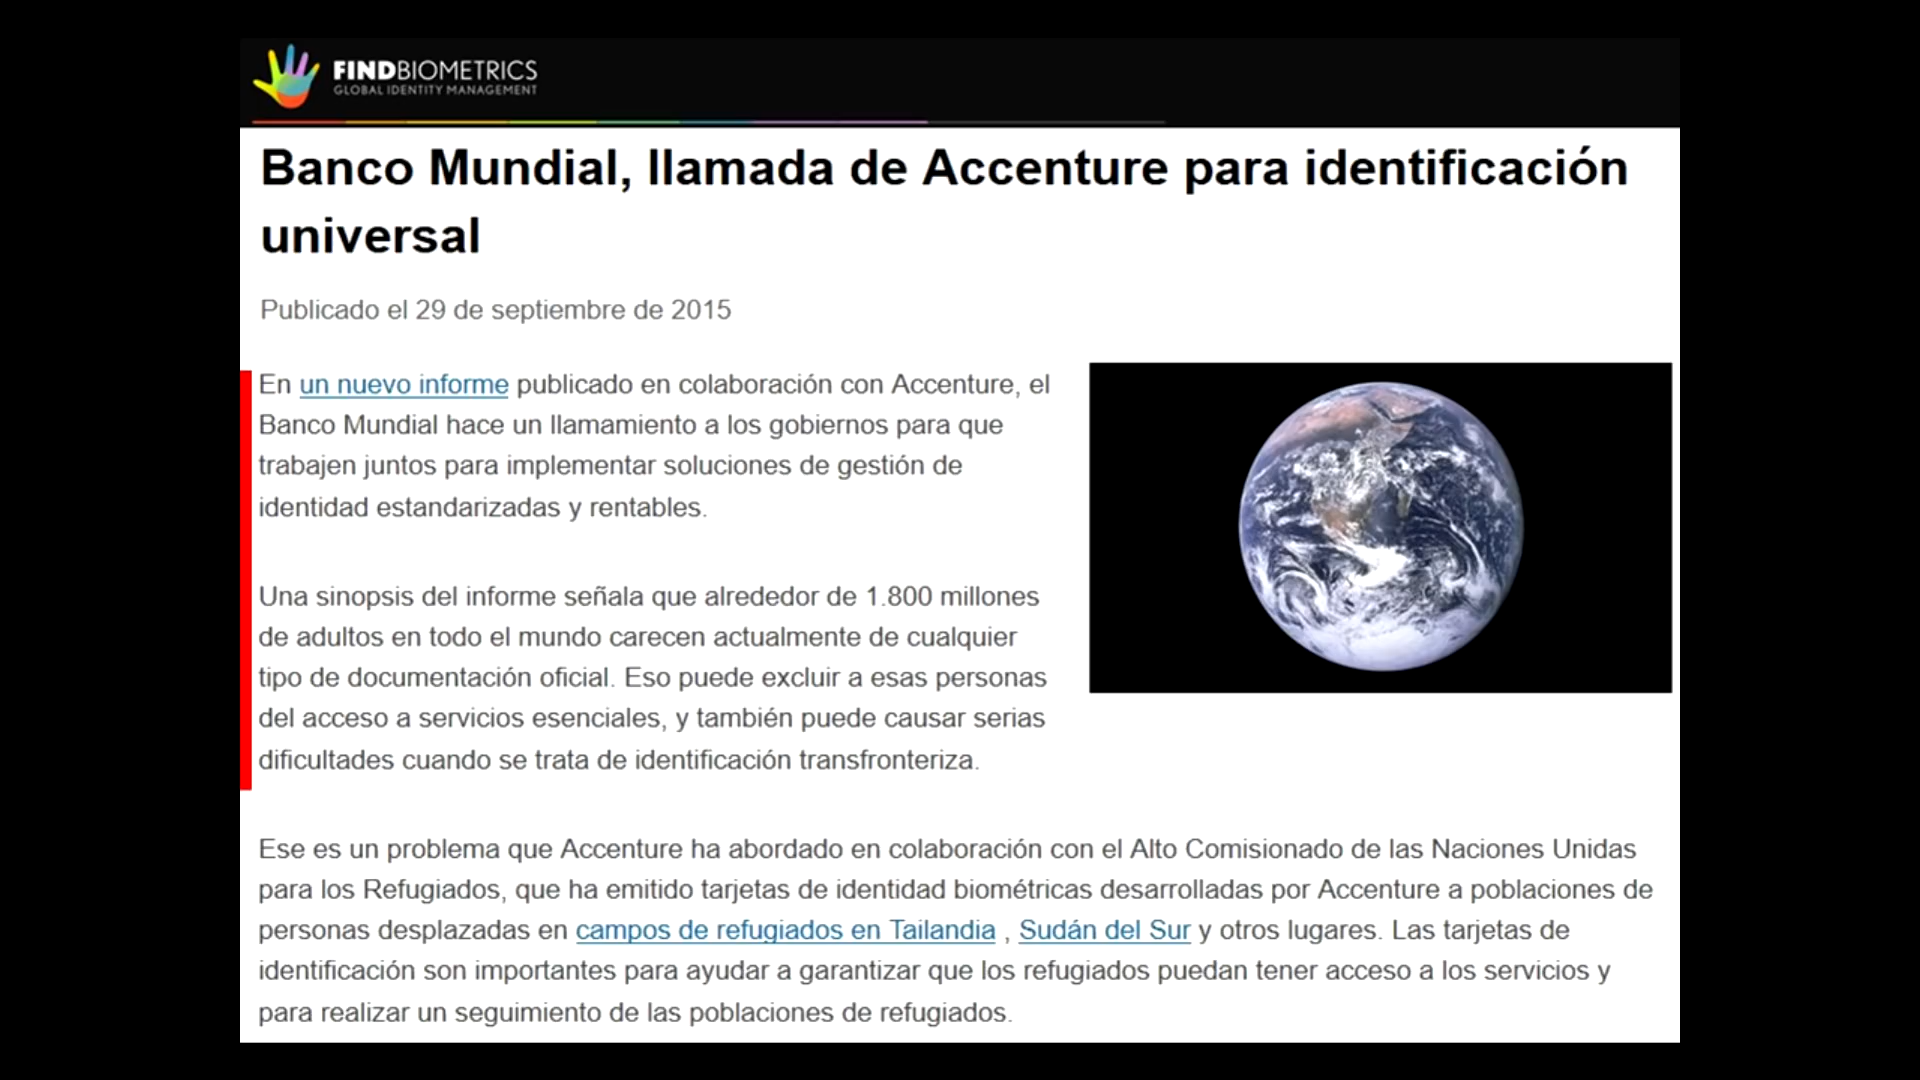 FINDBIOMETRICS
GLOBAL IDENTITY MANAGEMENT
Banco Mundial, llamada de Accenture para identificación
universal
Publicado el 29 de septiembre de 2015
En un nuevo informe publicado en colaboración con Accenture, el
Banco Mundial hace un llamamiento a los gobiernos para que
trabajen juntos para implementar soluciones de gestión de
identidad estandarizadas y rentables.
Una sinopsis del informe señala que alrededor de 1.800 millones
de adultos en todo el mundo carecen actualmente de cualquier
tipo de documentación oficial. Eso puede excluir a esas personas
del acceso a servicios esenciales, y también puede causar serias
dificultades cuando se trata de identificación transfronteriza.
Ese es un problema que Accenture ha abordado en colaboración con el Alto Comisionado de las Naciones Unidas
para los Refugiados, que ha emitido tarjetas de identidad biométricas desarrolladas por Accenture a poblaciones de
personas desplazadas en campos de refugiados en Tailandia , Sudán del Sur y otros lugares. Las tarjetas de
identificación son importantes para ayudar a garantizar que los refugiados puedan tener acceso a los servicios y
para realizar un seguimiento de las poblaciones de refugiados.